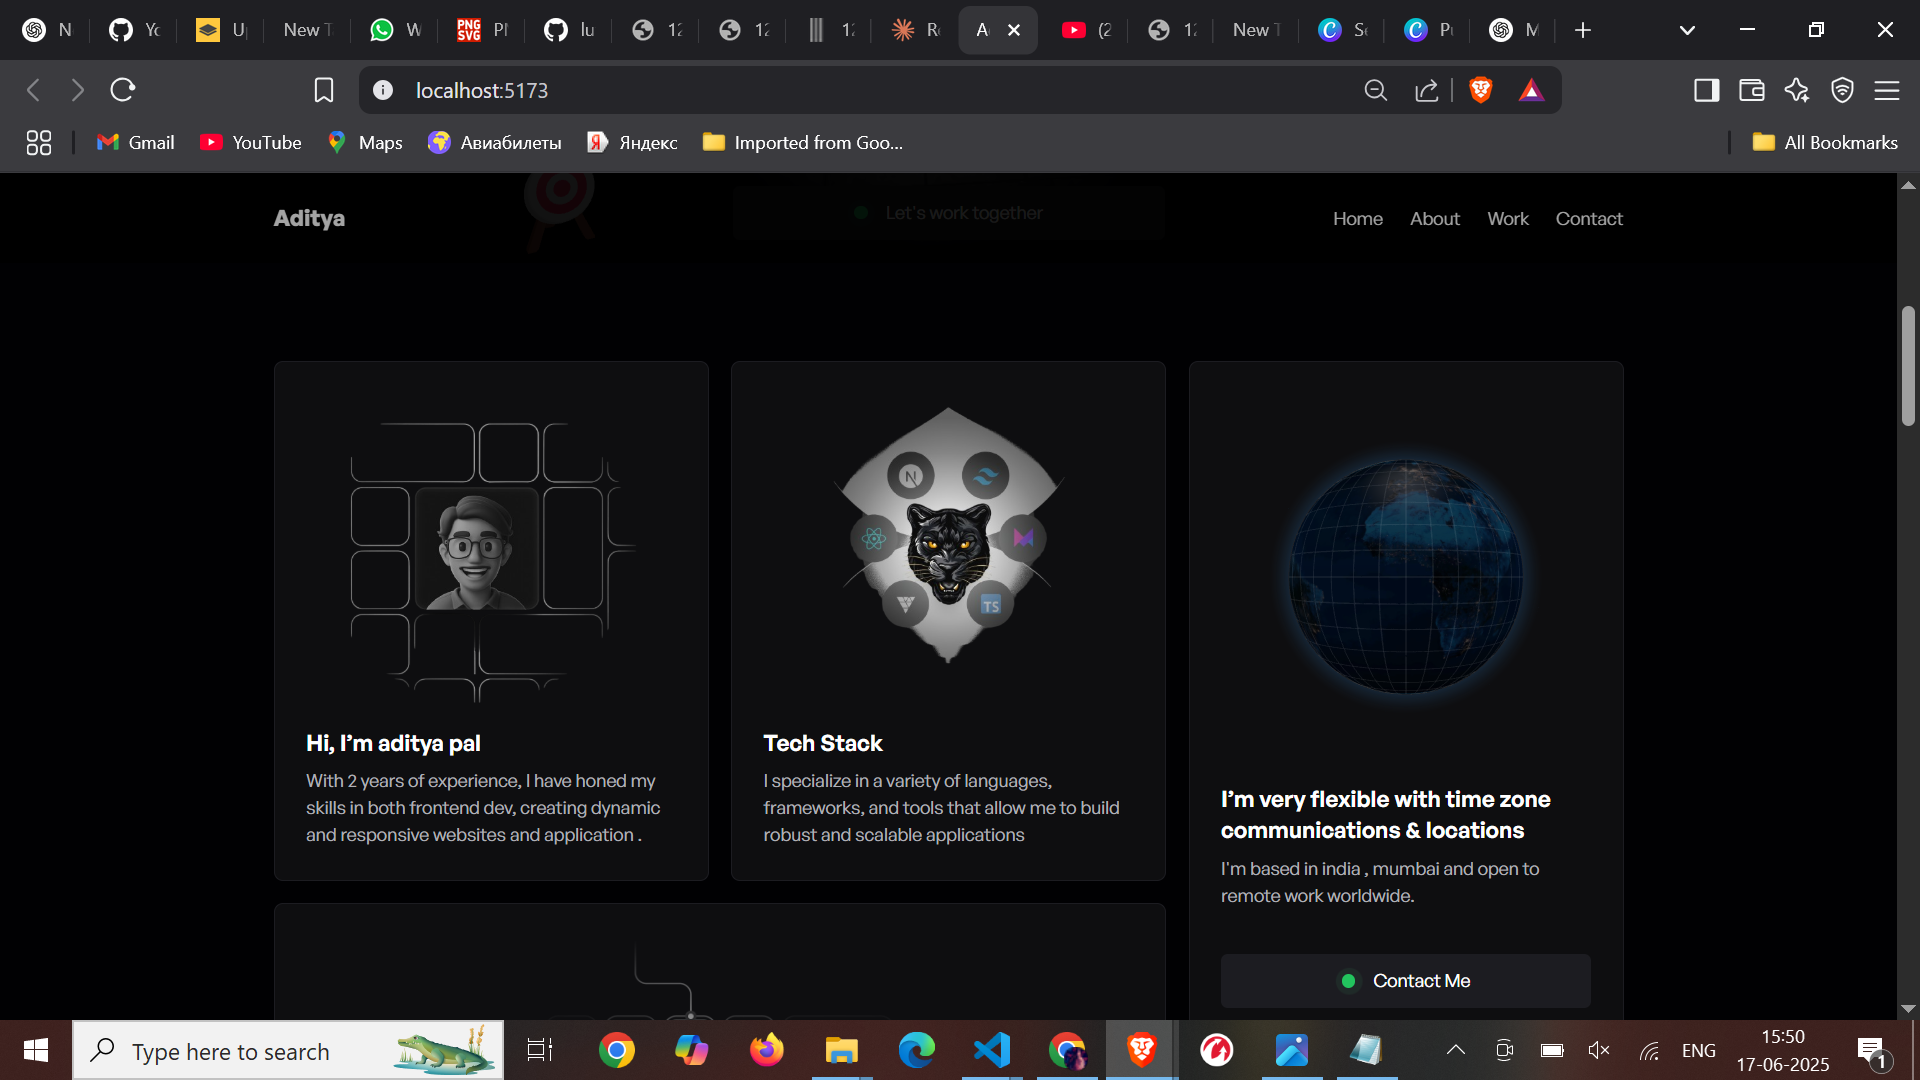 N
Yc
U
New T
W
PNG
SVG
Pl
lu
12
12
12
Re
A
(2
12
New T
Se
Pu
M
localhost:5173
Gmail
YouTube
Maps
Авиабилеты
Яндекс
Imported from Goo...
All Bookmarks
Aditya
Let's work together
Home
About
Work
Contact
N
TS
Hi, I’m aditya pal
With 2 years of experience, I have honed my
skills in both frontend dev, creating dynamic
and responsive websites and application .
Tech Stack
I specialize in a variety of languages,
frameworks, and tools that allow me to build
robust and scalable applications
I’m very flexible with time zone
communications & locations
I'm based in india , mumbai and open to
remote work worldwide.
Contact Me
Type here to search
ENG
15:50
17-06-2025
1